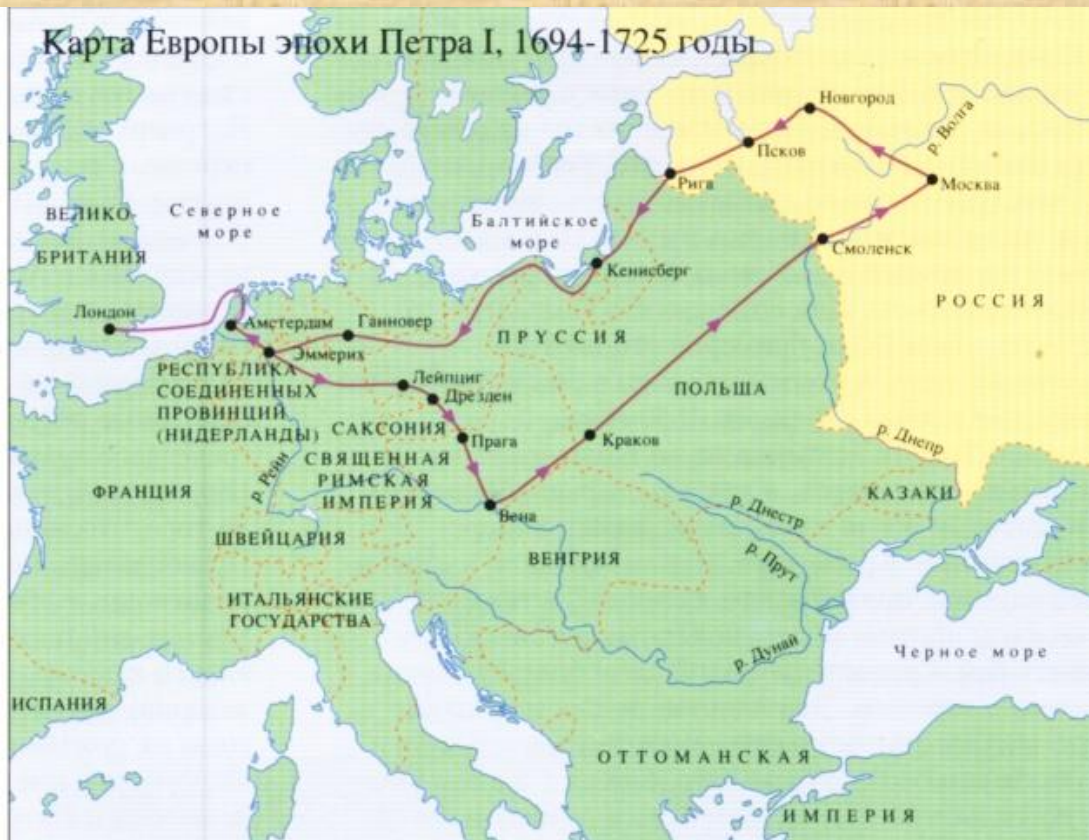 Карта Европы эпохи Петра I, 1694-1725 годы
Новгород
р. Волга
Псков
Рига
Москва
ВЕЛИКО-
БРИТАНИЯ
Северное
море
Балтийское
море
Смоленск
Кенисберг
РОССИЯ
Лондон
Амстердам
Ганновер
ПРУССИЯ
Эммерих
РЕСПУБЛИКА
СОЕДИНЕННЫХ
ПРОВИНЦИЙ
(НИДЕРЛАНДЫ)
Лейпциг
Дрезден
ПОЛЬША
САКСОНИЯ
Прага
Краков
р. Днепр
СВЯЩЕННАЯ
РИМСКАЯ
ИМПЕРИЯ
р. Рейн
ФРАНЦИЯ
КАЗАКИ
Вена
р. Днестр
ШВЕЙЦАРИЯ
ВЕНГРИЯ
р. Прут
ИТАЛЬЯНСКИЕ
ГОСУДАРСТВА
р. Дунай
Черное море
ИСПАНИЯ
ОТТОМАНСКАЯ
ИМПЕРИЯ